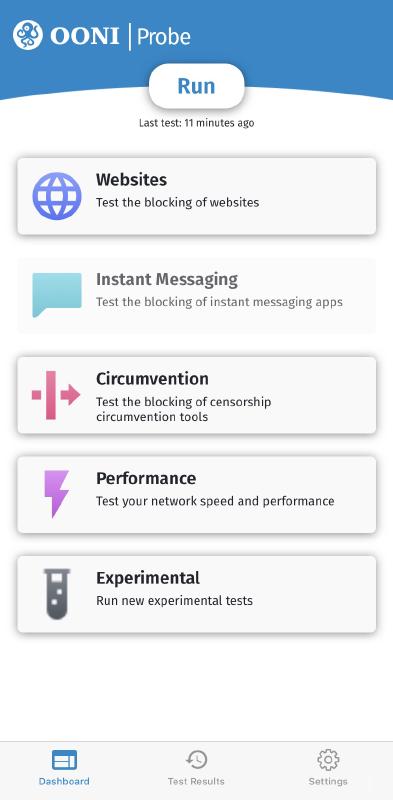 OONI Probe
Run
Last test: 11 minutes ago
Websites
Test the blocking of websites
Instant Messaging
Test the blocking of instant messaging apps
Circumvention
Test the blocking of censorship
circumvention tools
Performance
Test your network speed and performance
Experimental
Run new experimental tests
Dashboard
Test Results
Settings